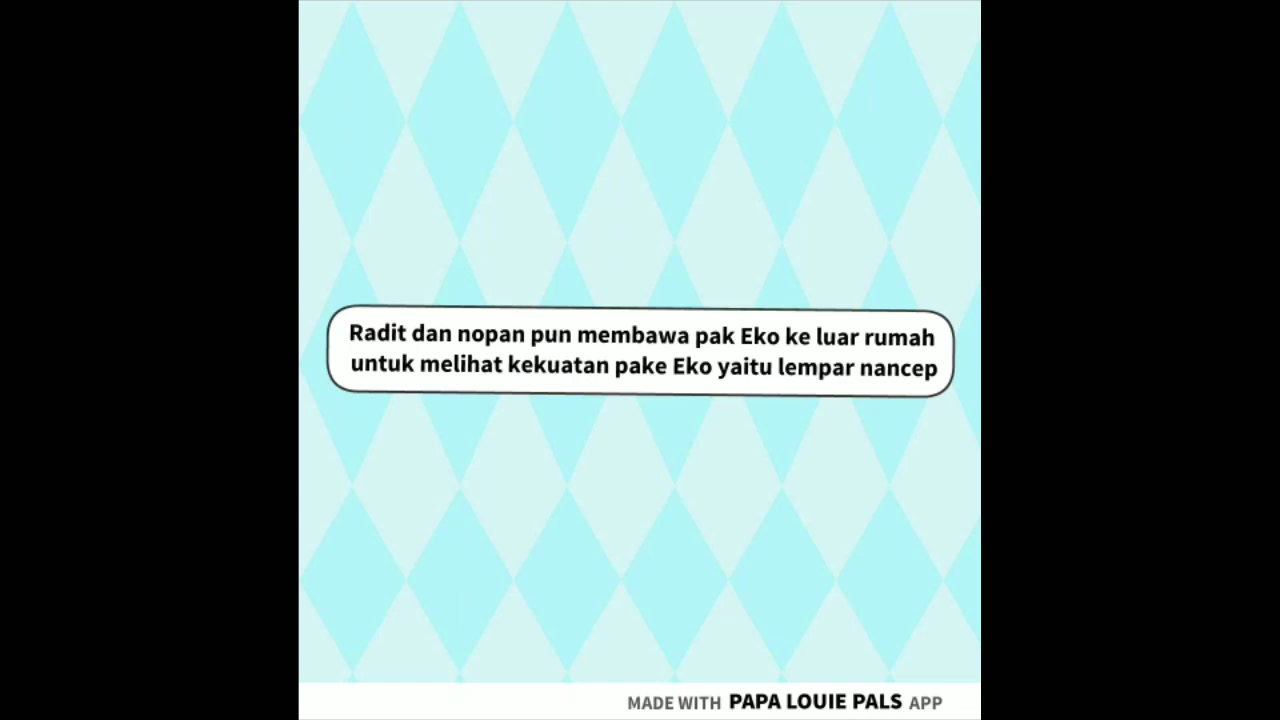 Radit dan nopan pun membawa pak Eko ke luar rumah
untuk melihat kekuatan pake Eko yaitu lempar nancep
MADE WITH PAPA LOUIE PALS APP